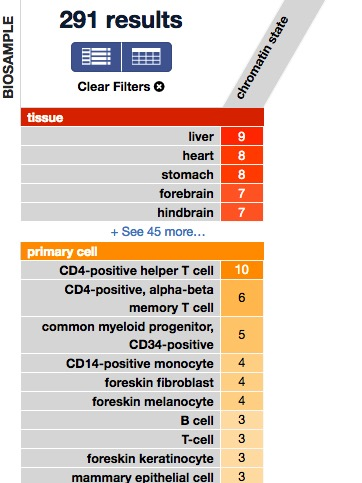 BIOSAMPLE
291 results
Clear Filters
chromatin state
tissue
liver 9
heart 8
stomach 8
forebrain 7
hindbrain 7
+ See 45 more...
primary cell
CD4-positive helper T cell 10
CD4-positive, alpha-beta
memory T cell 6
common myeloid progenitor,
CD34-positive 5
CD14-positive monocyte 4
foreskin fibroblast 4
foreskin melanocyte 4
B cell 3
T-cell 3
foreskin keratinocyte 3
mammary epithelial cell 3